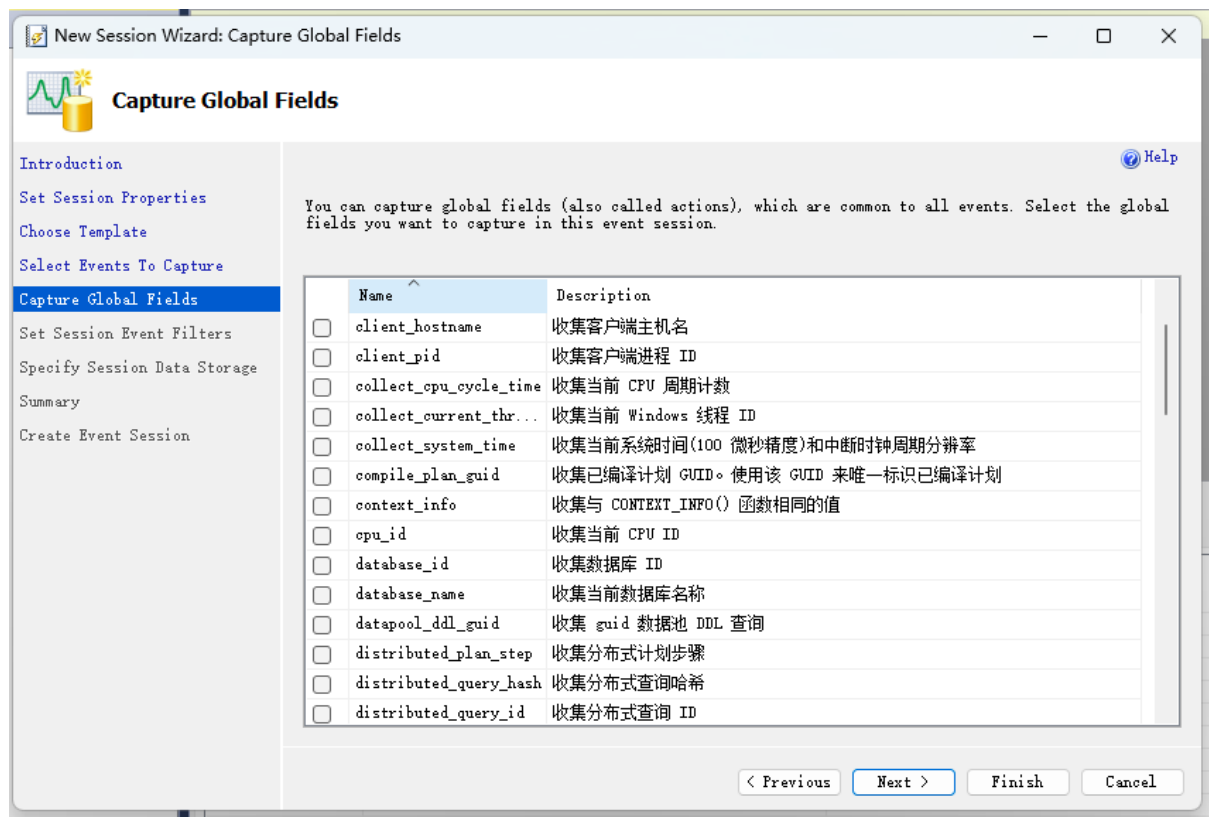 New Session Wizard: Capture Global Fields
Capture Global Fields
Introduction
Set Session Properties
Choose Template
Select Events To Capture
Capture Global Fields
Set Session Event Filters
Specify Session Data Storage
Summary
Create Event Session
Help
You can capture global fields (also called actions), which are common to all events. Select the global
fields you want to capture in this event session.
Name Description
client_hostname 收集客户端主机名
client_pid 收集客户端进程 ID
collect_cpu_cycle_time 收集当前 CPU 周期计数
collect_current_thr... 收集当前 Windows 线程 ID
collect_system_time 收集当前系统时间(100 微秒精度)和中断时钟周期分辨率
compile_plan_guid 收集已编译计划 GUID。使用该 GUID 来唯一标识已编译计划
context_info 收集与 CONTEXT_INFO() 函数相同的值
cpu_id 收集当前 CPU ID
database_id 收集数据库 ID
database_name 收集当前数据库名称
datapool_ddl_guid 收集 guid 数据池 DDL 查询
distributed_plan_step 收集分布式计划步骤
distributed_query_hash 收集分布式查询哈希
distributed_query_id 收集分布式查询 ID
< Previous Next > Finish Cancel